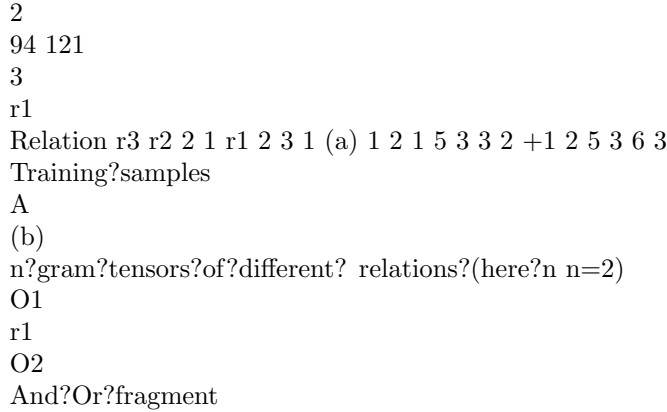 2
94 121
3
r1
Relation r3 r2 2 1 r1 2 3 1 (a) 1 2 1 5 3 3 2 +1 2 5 3 6 3
Training?samples
A
(b)
n?gram?tensors?of?different? relations?(here?n n=2)
O1
r1
O2
And?Or?fragment